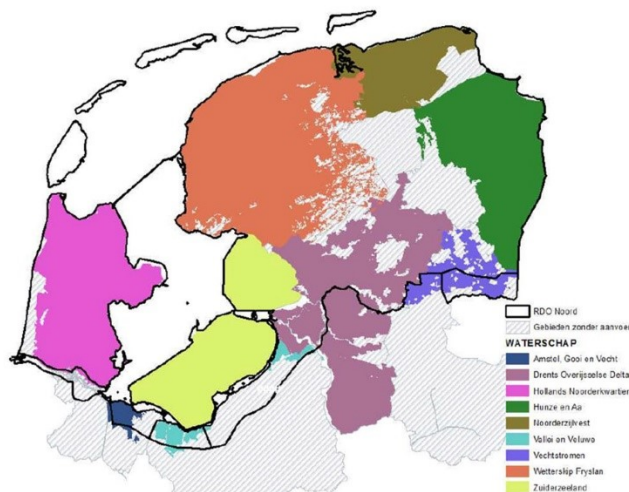 RDO Noord
Gebieden zonder aanvoer
WATERSCHAP
Amstel, Gooi en Vecht
Drents Overijsselse Delta
Hollands Noorderkwartier
Hunze en Aa
Noorderzijlvest
Vallei en Veluwe
Vechtstromen
Wetterskip Fryslan
Zuiderzeeland